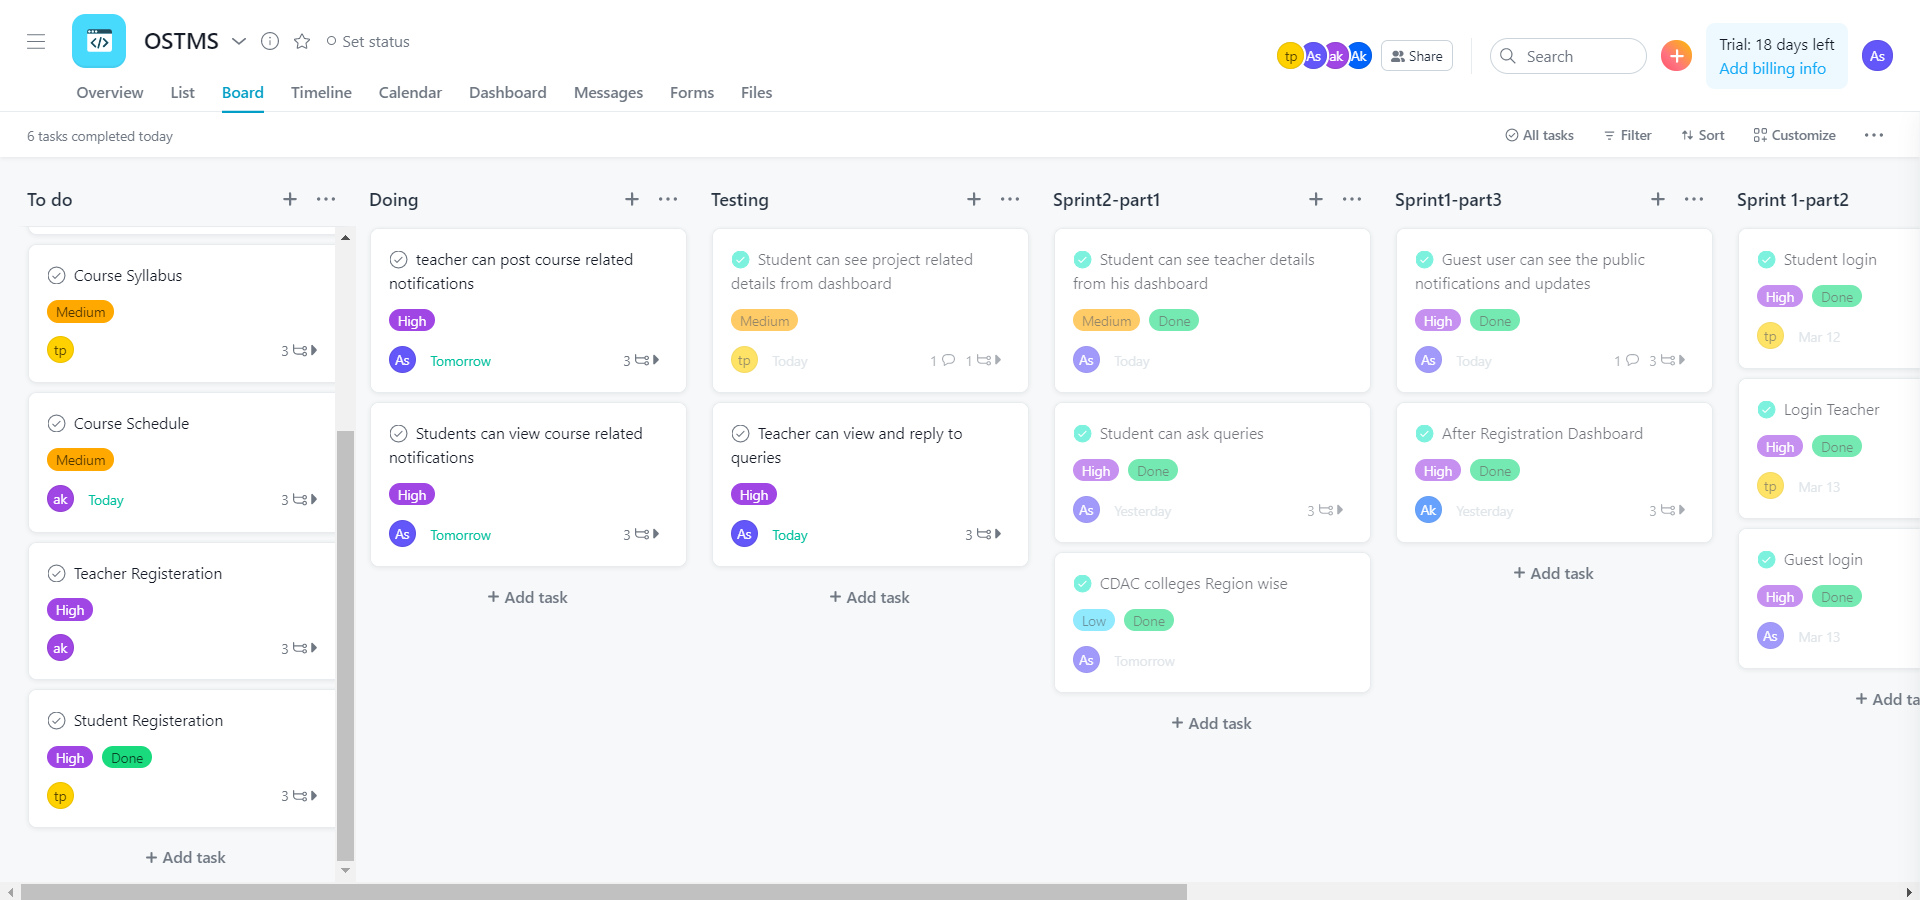 OSTMS
Set status
tp As ak Ak
Share
Search
Trial: 18 days left
Add billing info
As
Overview List Board Timeline Calendar Dashboard Messages Forms Files
6 tasks completed today
All tasks Filter Sort Customize
To do
Course Syllabus
Medium
tp 3
Course Schedule
Medium
ak Today 3
Teacher Registeration
High
ak 3
Student Registeration
High Done
tp 3
+ Add task
Doing
teacher can post course related
notifications
High
As Tomorrow 3
Students can view course related
notifications
High
As Tomorrow 3
+ Add task
Testing
Student can see project related
details from dashboard
Medium
tp Today 1 1
Teacher can view and reply to
queries
High
As Today 3
+ Add task
Sprint2-part1
Student can see teacher details
from his dashboard
Medium Done
As Today
Student can ask queries
High Done
As Yesterday 3
CDAC colleges Region wise
Low Done
As Tomorrow
+ Add task
Sprint1-part3
Guest user can see the public
notifications and updates
High Done
As Today 1 3
After Registration Dashboard
High Done
Ak Yesterday 3
+ Add task
Sprint 1-part2
Student login
High Done
tp Mar 12
Login Teacher
High Done
tp Mar 13
Guest login
High Done
As Mar 13
+ Add ta